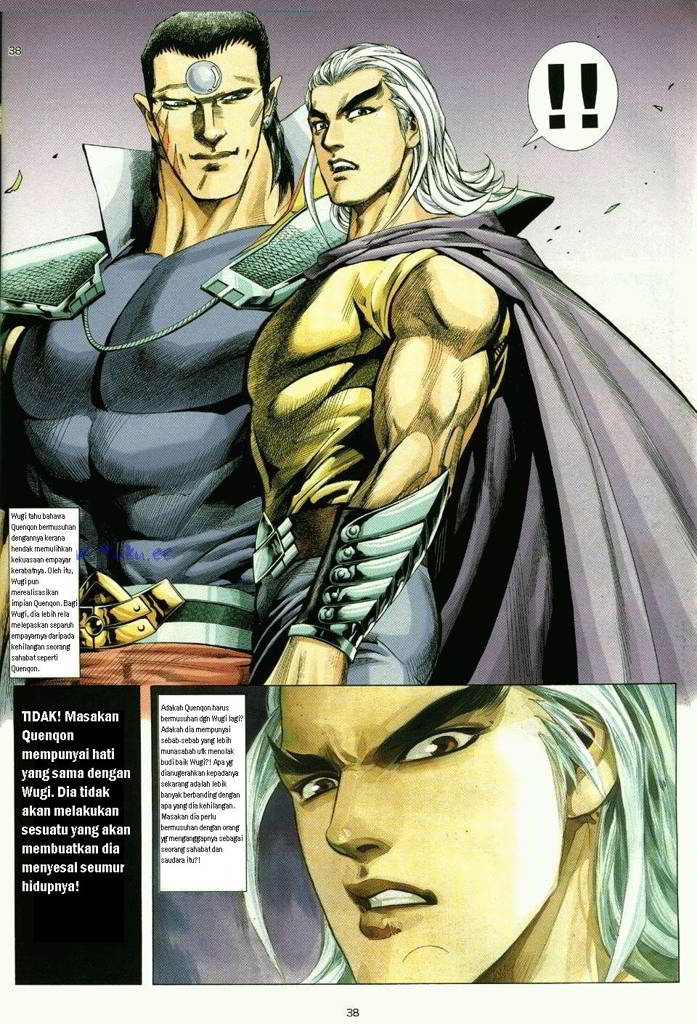 38
!!
Wugi tahu bahawa
Quenqon bermusuhan
dengannya kerana
hendak memulihkan
kekuasaan empayar
kerabatnya. Oleh itu,
Wugi pun
merealisasikan
impian Quenqon. Bagi
Wugi, dia lebih rela
melepaskan separuh
empayarnya daripada
kehilangan seorang
sahabat seperti
Quenqon.
TIDAK! Masakan
Quenqon
mempunyai hati
yang sama dengan
Wugi. Dia tidak
akan melakukan
sesuatu yang akan
membuatkan dia
menyesal seumur
hidupnya!
Adakah Quenqon harus
bermusuhan dgn Wugi lagi?
Adakah dia mempunyai
sebab-sebab yang lebih
munasabah utk menolak
budi baik Wugi?! Apa yg
dianugerahkan kepadanya
sekarang adalah lebih
banyak berbanding dengan
apa yang dia kehilangan.
Masakan dia perlu
bermusuhan dengan orang
yg menganggapnya sebagai
seorang sahabat dan
saudara itu?!
38